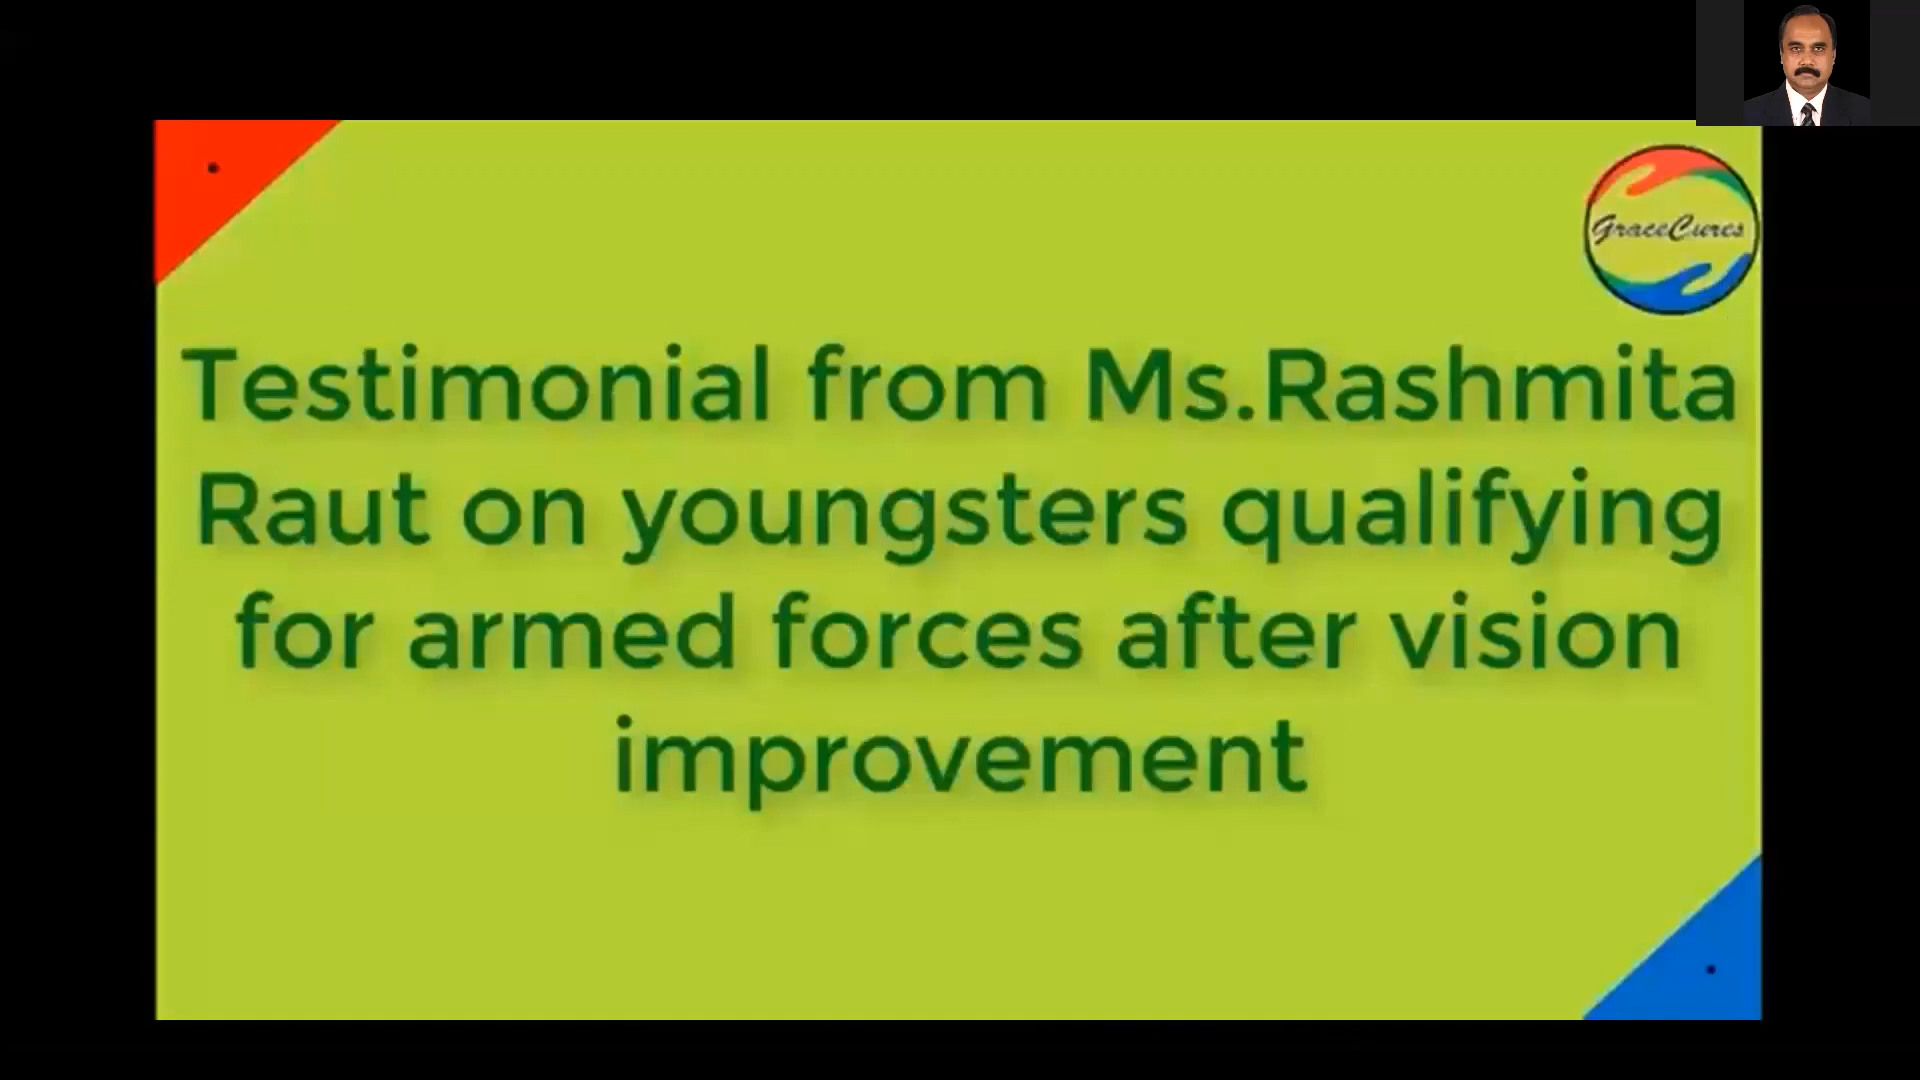 GraceCures
Testimonial from Ms.Rashmita
Raut on youngsters qualifying
for armed forces after vision
improvement